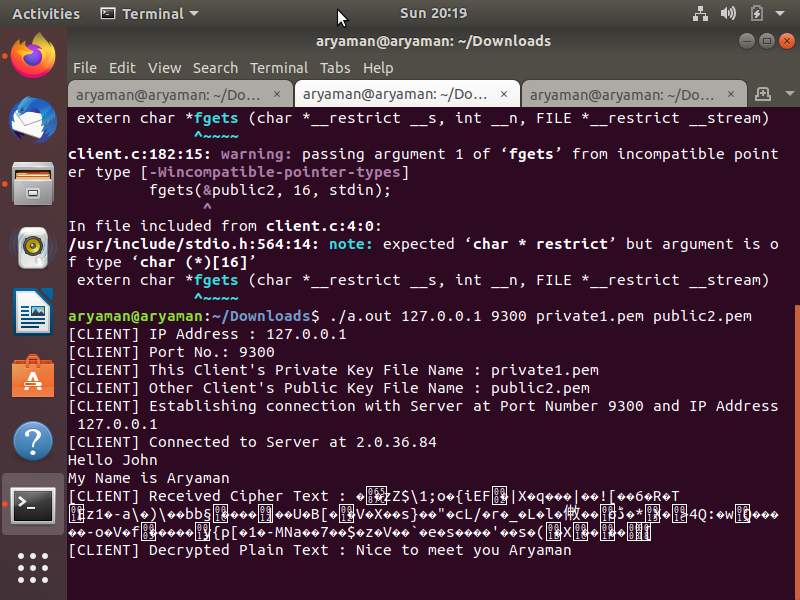 Activities Terminal Sun 20:19
aryaman@aryaman: ~/Downloads
File Edit View Search Terminal Tabs Help
aryaman@aryaman: ~/Do... × aryaman@aryaman: ~/Do... × aryaman@aryaman: ~/Do... ×
extern char *fgets (char *__restrict __s, int __n, FILE *__restrict __stream)
^~~~~
client.c:182:15: warning: passing argument 1 of ‘fgets’ from incompatible point
er type [-Wincompatible-pointer-types]
fgets(&public2, 16, stdin);
^
In file included from client.c:4:0:
/usr/include/stdio.h:564:14: note: expected ‘char * restrict’ but argument is o
f type ‘char (*)[16]’
extern char *fgets (char *__restrict __s, int __n, FILE *__restrict __stream)
^~~~~
aryaman@aryaman:~/Downloads$ ./a.out 127.0.0.1 9300 private1.pem public2.pem
[CLIENT] IP Address : 127.0.0.1
[CLIENT] Port No.: 9300
[CLIENT] This Client's Private Key File Name : private1.pem
[CLIENT] Other Client's Public Key File Name : public2.pem
[CLIENT] Establishing connection with Server at Port Number 9300 and IP Address
127.0.0.1
[CLIENT] Connected to Server at 2.0.36.84
Hello John
My Name is Aryaman
[CLIENT] Received Cipher Text :
[CLIENT] Decrypted Plain Text : Nice to meet you Aryaman